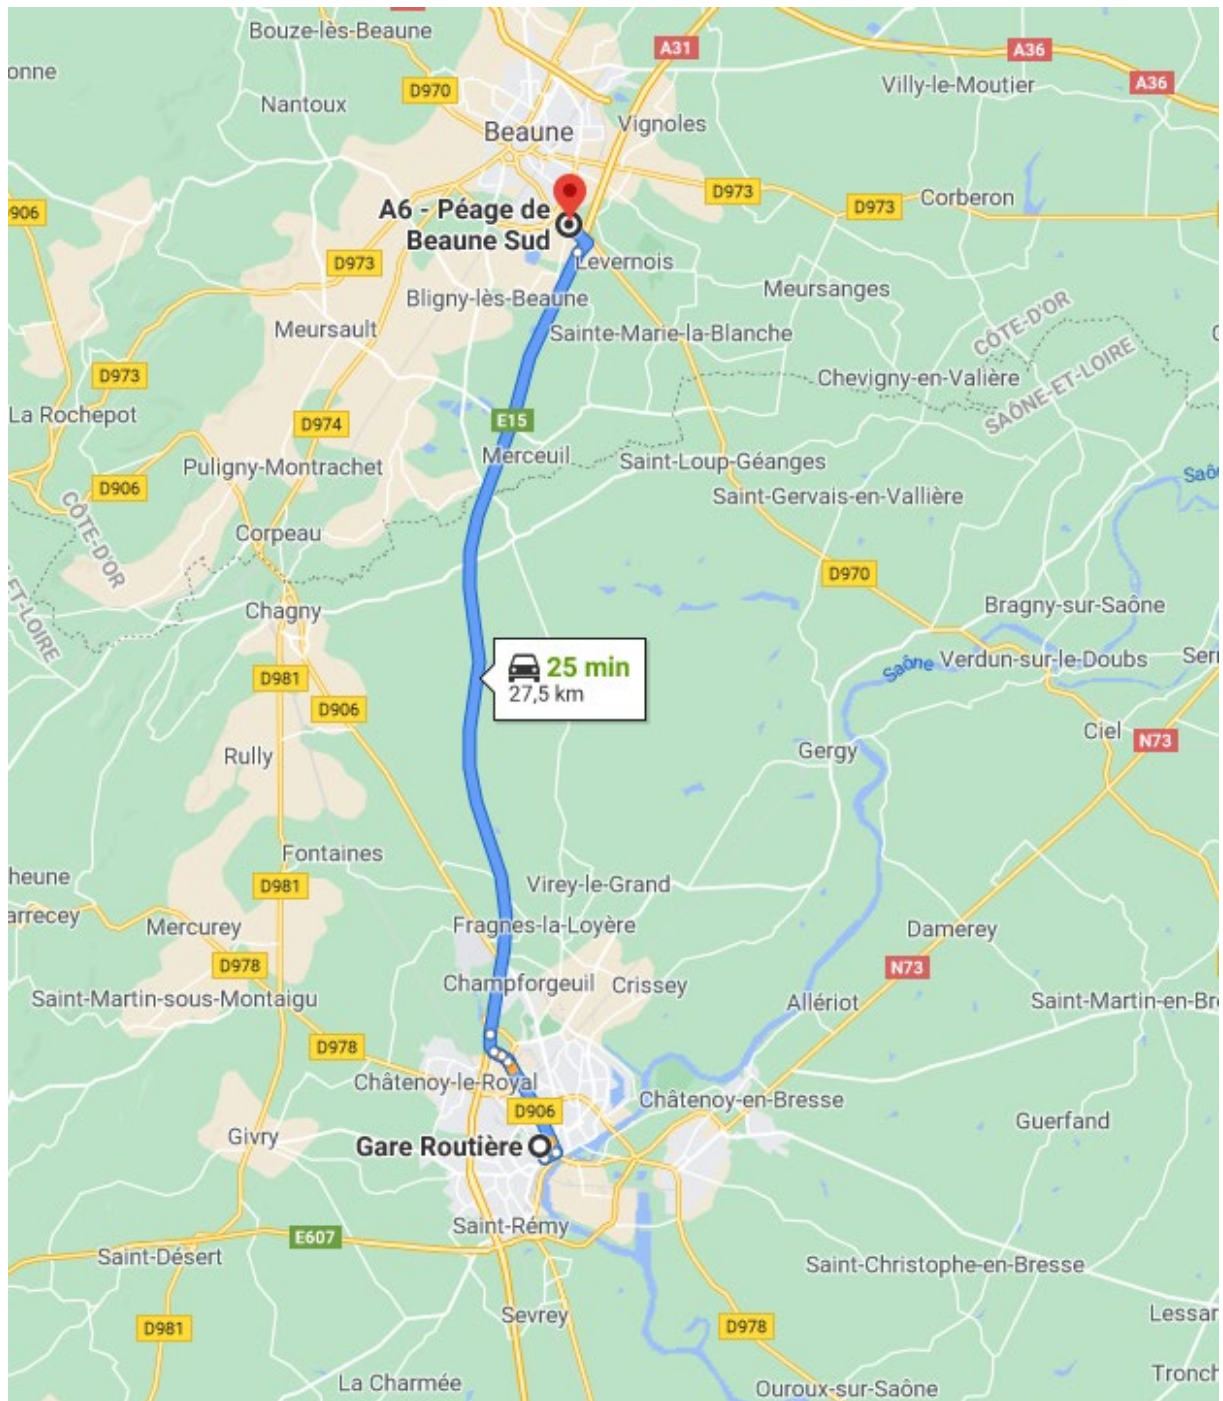 Bouze-lès-Beaune
A31
A36
onne
Villy-le-Moutier
A36
D970
Nantoux
Vignoles
Beaune
D973
Corberon
D973
906
A6 - Péage de
Beaune Sud
D973
Levernois
Meursanges
Bligny-lès-Beaune
Meursault
Sainte-Marie-la-Blanche
CÔTE-D'OR
SAÔNE-ET-LOIRE
D973
Chevigny-en-Valière
La Rochepot
D974
E15
Merceuil
Saint-Loup-Géanges
Puligny-Montrachet
D906
Saint-Gervais-en-Vallière
Saô
CÔTE-D'OR
Corpeau
D970
ET-LOIRE
Chagny
Bragny-sur-Saône
25 min
27,5 km
Saône
Verdun-sur-le-Doubs
Ser
D981
D906
Ciel
N73
Rully
Gergy
Fontaines
heune
D981
Virey-le-Grand
arrecey
Mercurey
Fragnes-la-Loyère
Damerey
D978
N73
Champforgeuil
Crissey
Saint-Martin-sous-Montaigu
Allériot
Saint-Martin-en-Br
D978
Châtenoy-le-Royal
Châtenoy-en-Bresse
D906
Guerfand
Givry
Gare Routière
Saint-Rémy
E607
Saint-Désert
Saint-Christophe-en-Bresse
Sevrey
Lessar
D981
D978
Tronch
La Charmée
Ouroux-sur-Saône